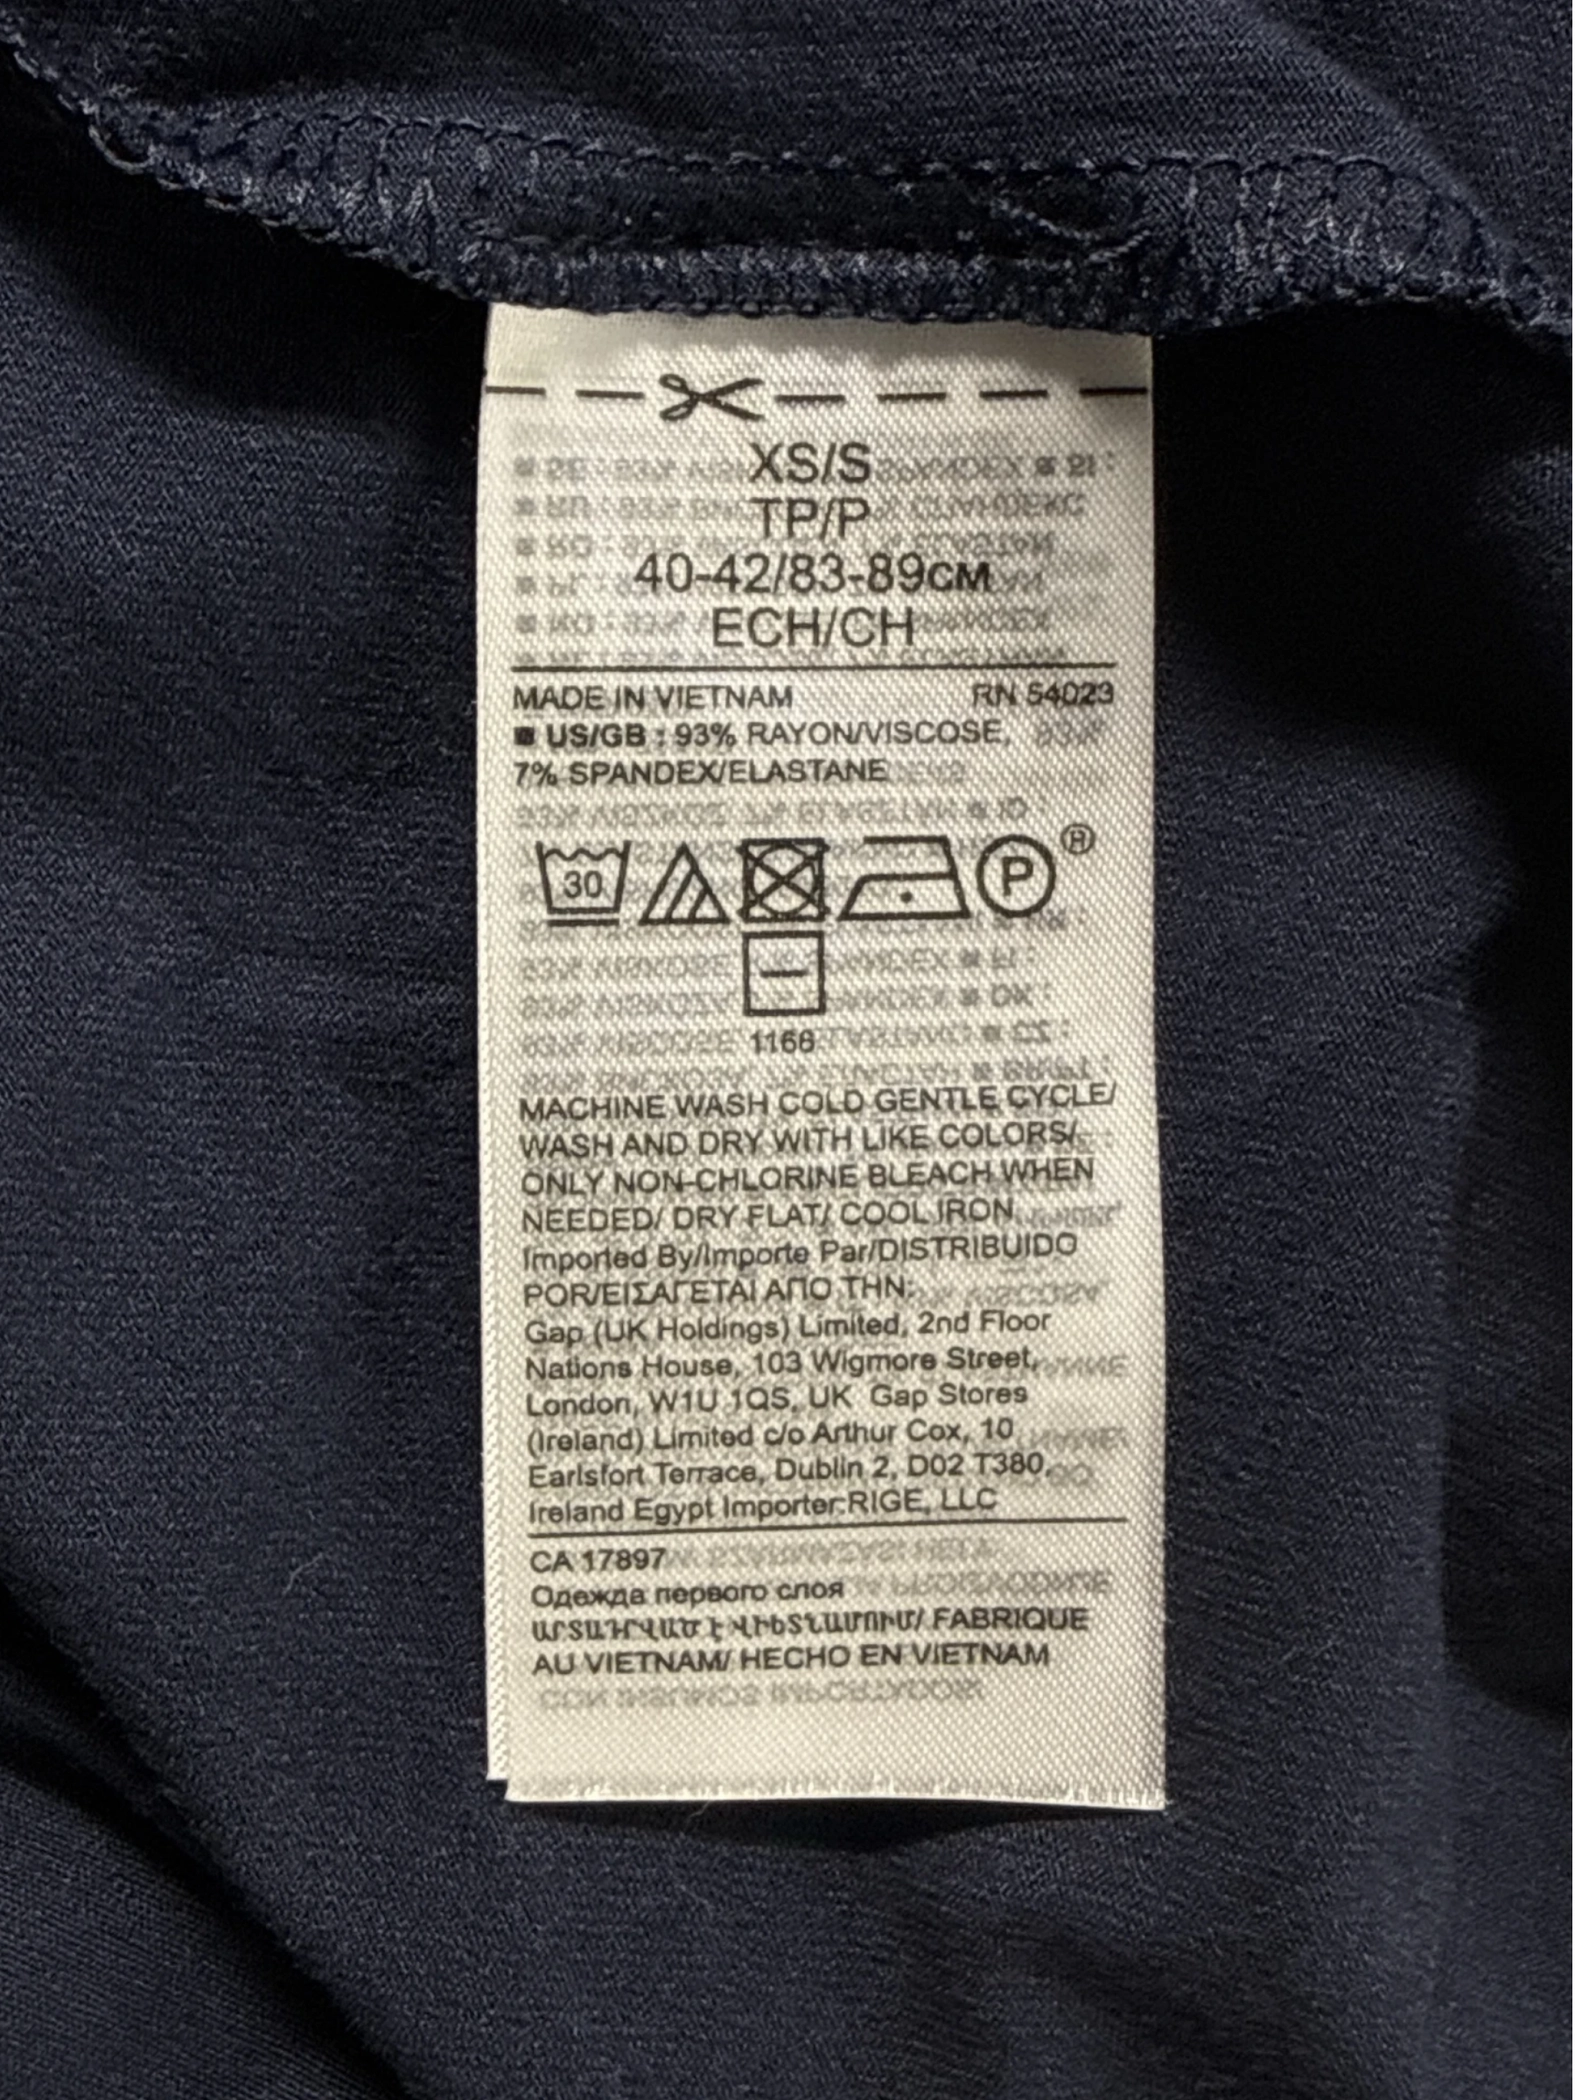 XS/S
TP/P
40-42/83-89см
ECH/CH
MADE IN VIETNAM RN 54023
■ US/GB : 93% RAYON/VISCOSE,
7% SPANDEX/ELASTANE
30 P ®
1166
MACHINE WASH COLD GENTLE CYCLE/
WASH AND DRY WITH LIKE COLORS/
ONLY NON-CHLORINE BLEACH WHEN
NEEDED/ DRY FLAT/ COOL IRON
Imported By/Importe Par/DISTRIBUIDO
POR/ΕΙΣΑΓΕΤΑΙ ΑΠΟ ΤΗΝ:
Gap (UK Holdings) Limited, 2nd Floor
Nations House, 103 Wigmore Street,
London, W1U 1QS, UK Gap Stores
(Ireland) Limited c/o Arthur Cox, 10
Earlsfort Terrace, Dublin 2, D02 T380,
Ireland Egypt Importer:RIGE, LLC
CA 17897
Одежда первого слоя
ԱՐՏԱԴՐՎԱԾ Է ՎԻԵՏՆԱՄՈՒՄ/ FABRIQUE
AU VIETNAM/ HECHO EN VIETNAM